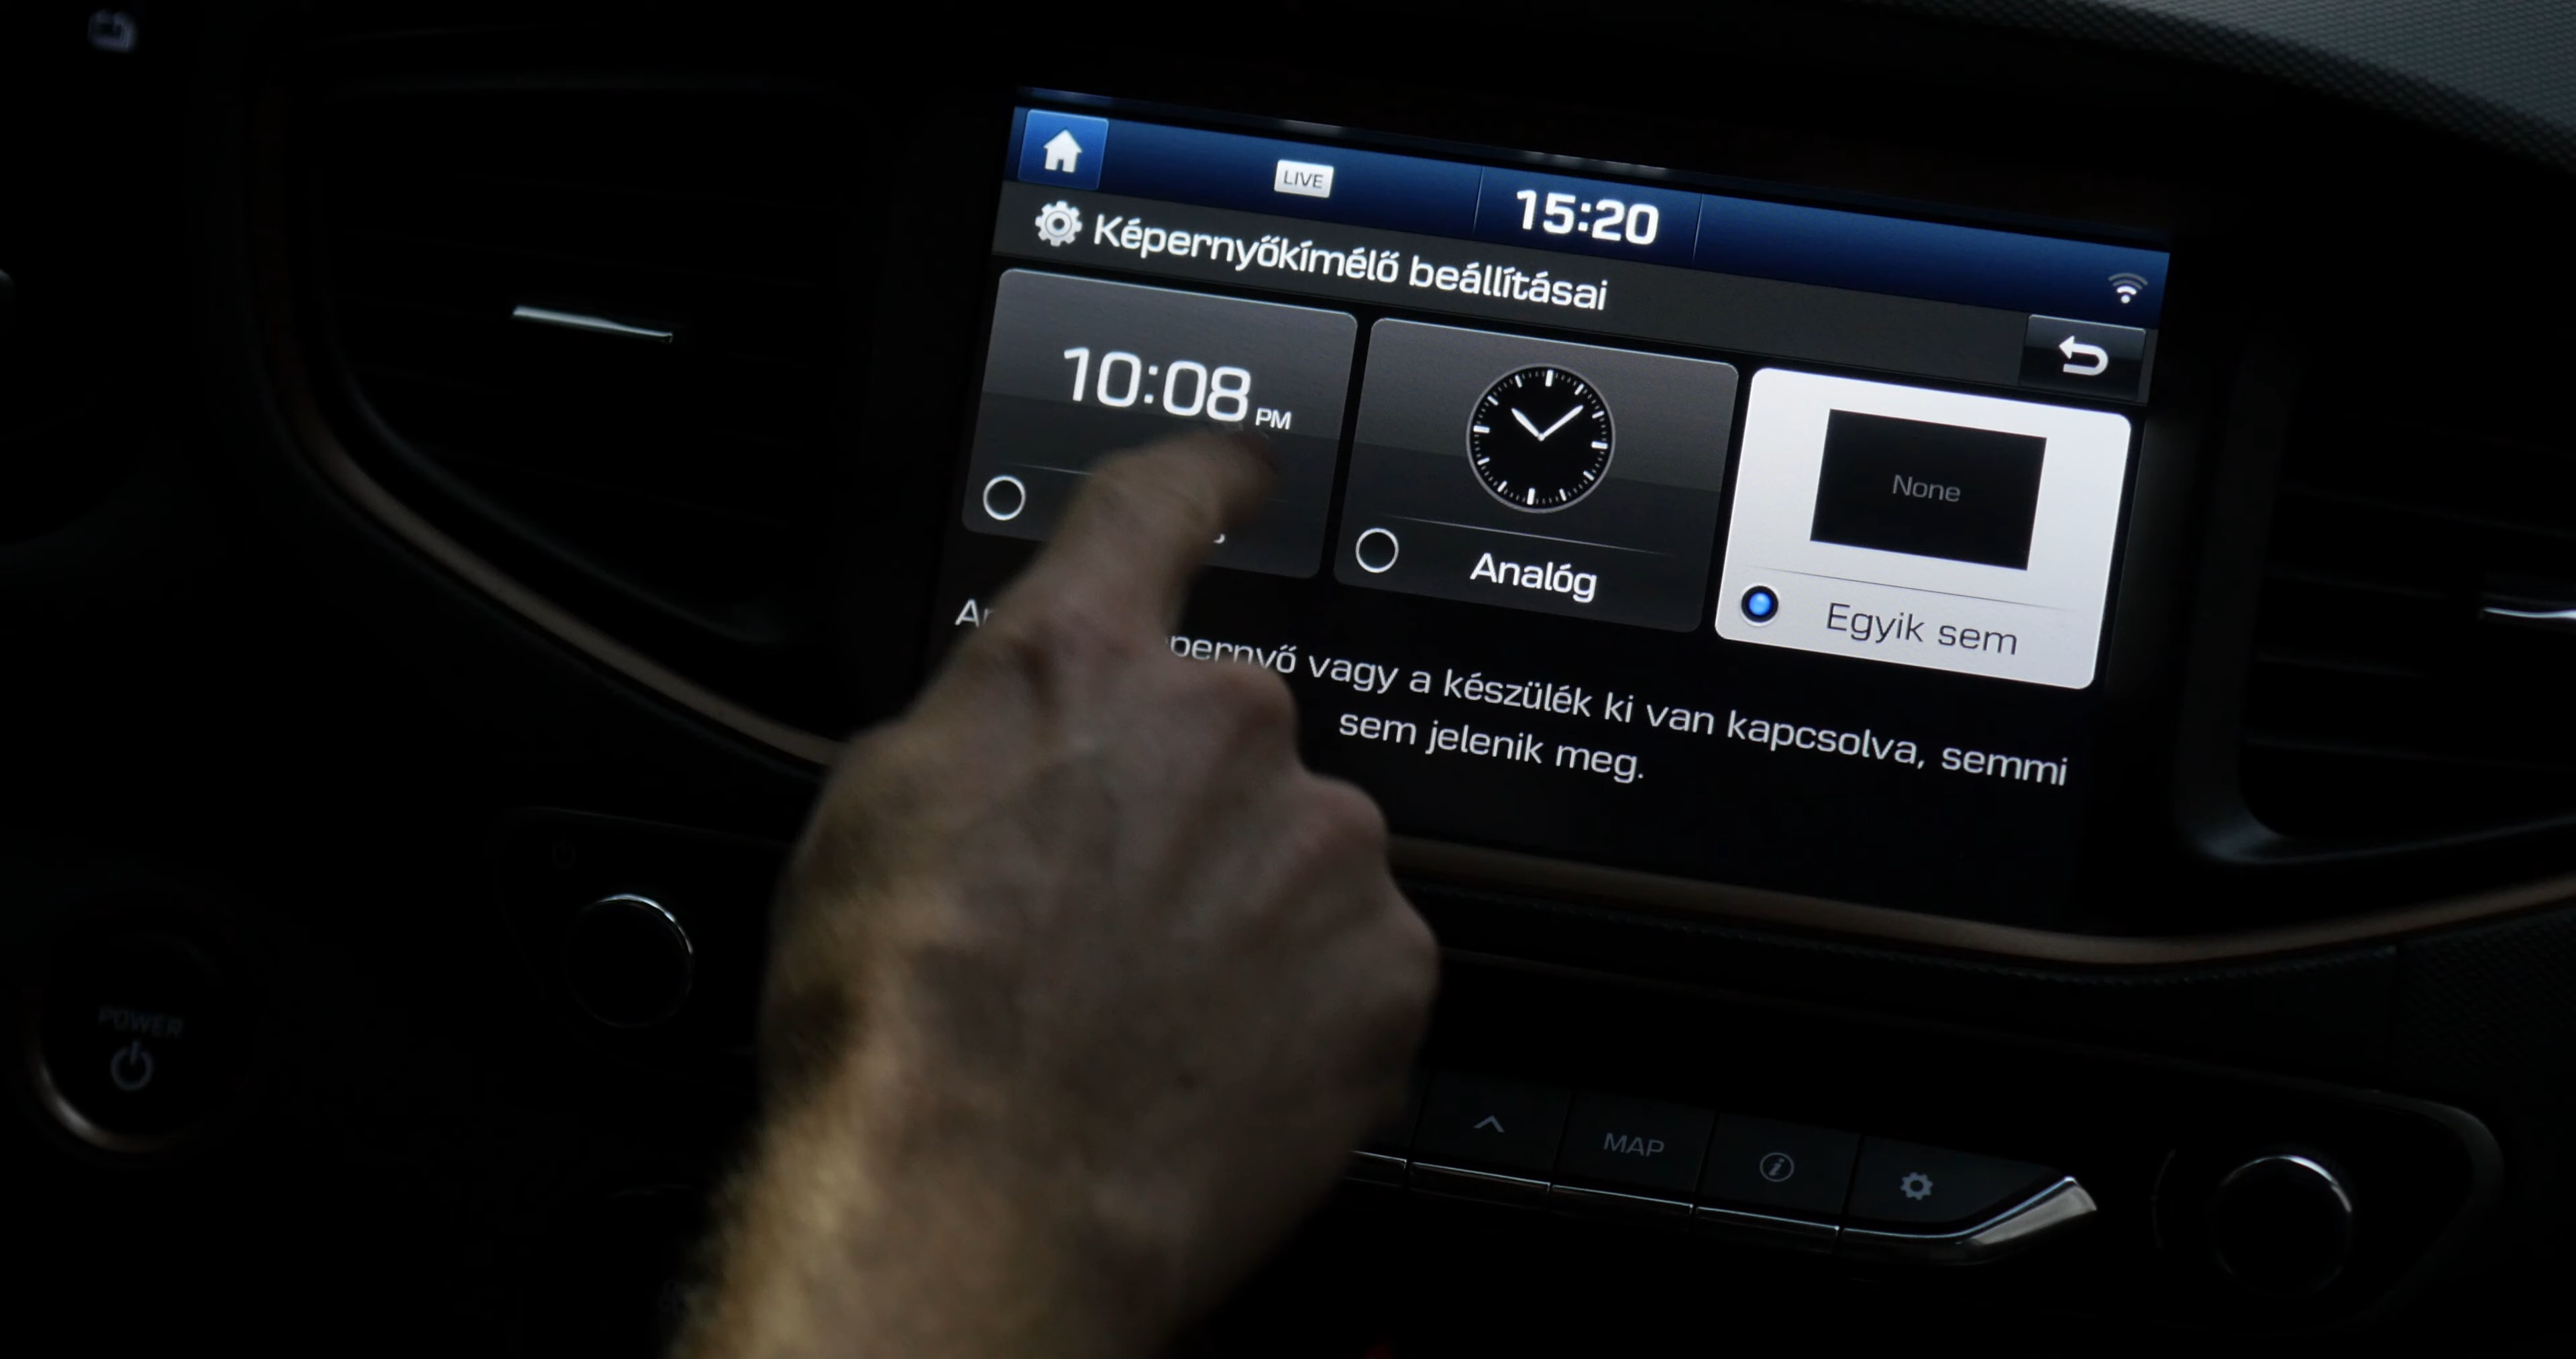 LIVE
15:20
Képernyőkímélő beállításai
10:08 PM
None
Analóg
Egyik sem
vagy a készülék ki van kapcsolva, semmi
sem jelenik meg.
POWER
MAP